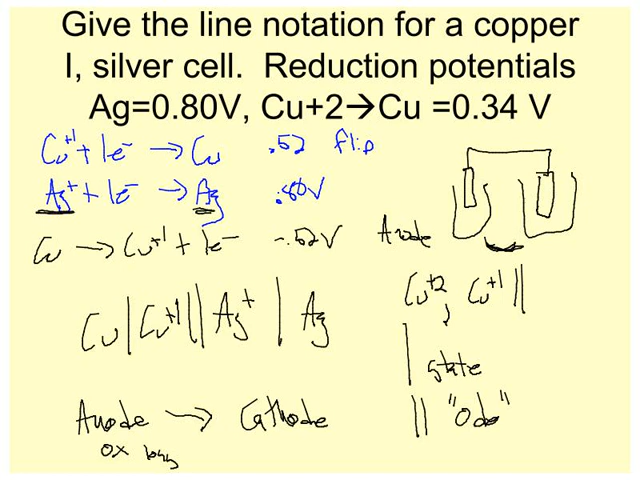 Give the line notation for a copper
I, silver cell. Reduction potentials
Ag=0.80V, Cu+2→Cu =0.34 V
Cu⁺¹ + 1e⁻ → Cu .52 flip
Ag⁺ + 1e⁻ → Ag .80V
Cu → Cu⁺¹ + 1e⁻ -.52V Anode
Cu | Cu⁺¹ || Ag⁺ | Ag
Cu⁺², Cu⁺¹ ||
| state
Anode → Cathode
|| "Ode"
ox